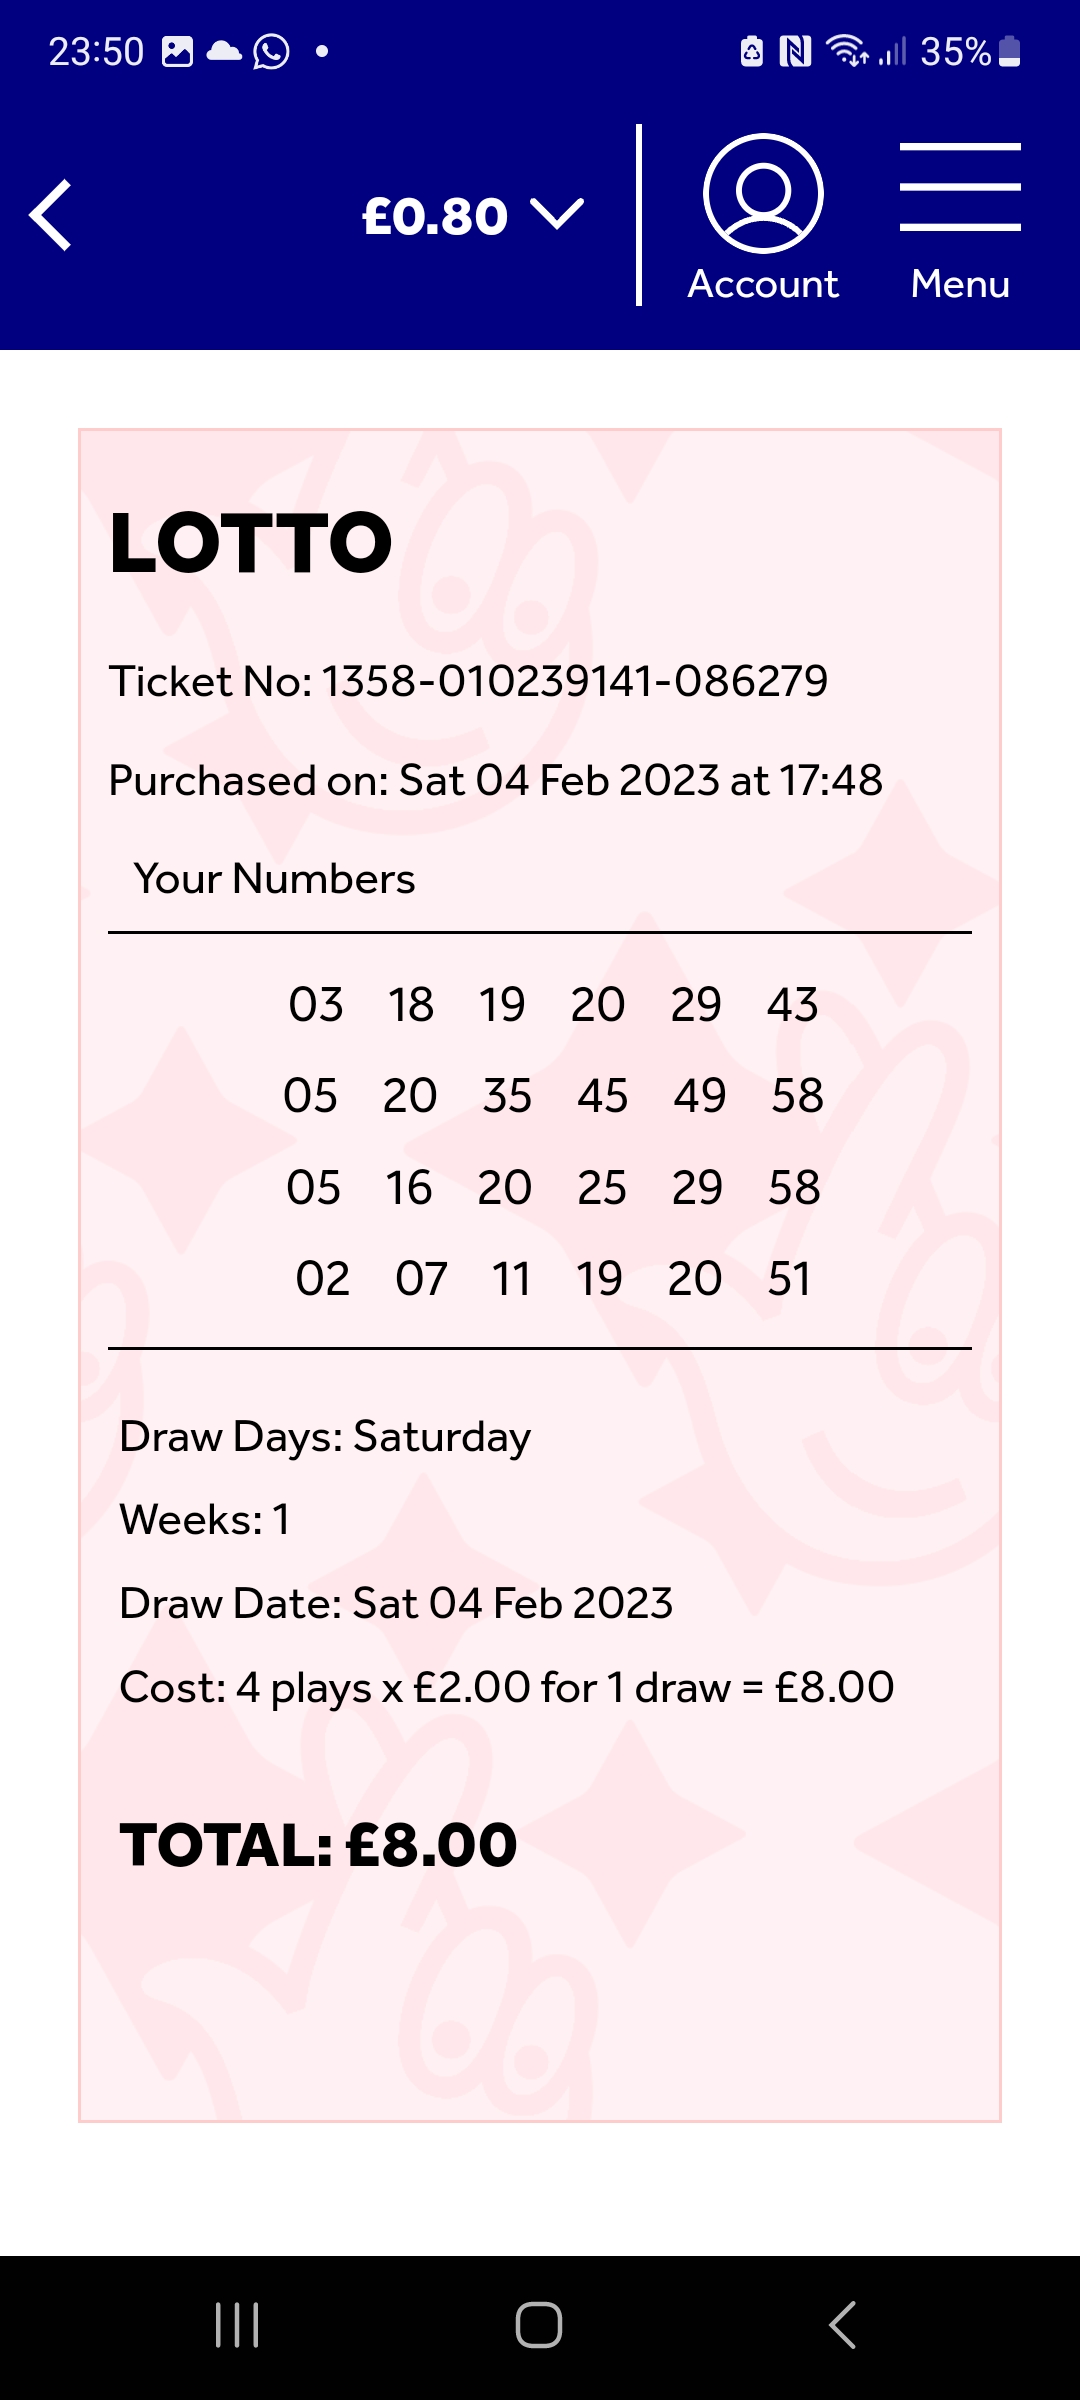 23:50 35%
£0.80
Account Menu
LOTTO
Ticket No: 1358-010239141-086279
Purchased on: Sat 04 Feb 2023 at 17:48
Your Numbers
03 18 19 20 29 43
05 20 35 45 49 58
05 16 20 25 29 58
02 07 11 19 20 51
Draw Days: Saturday
Weeks: 1
Draw Date: Sat 04 Feb 2023
Cost: 4 plays x £2.00 for 1 draw = £8.00
TOTAL: £8.00